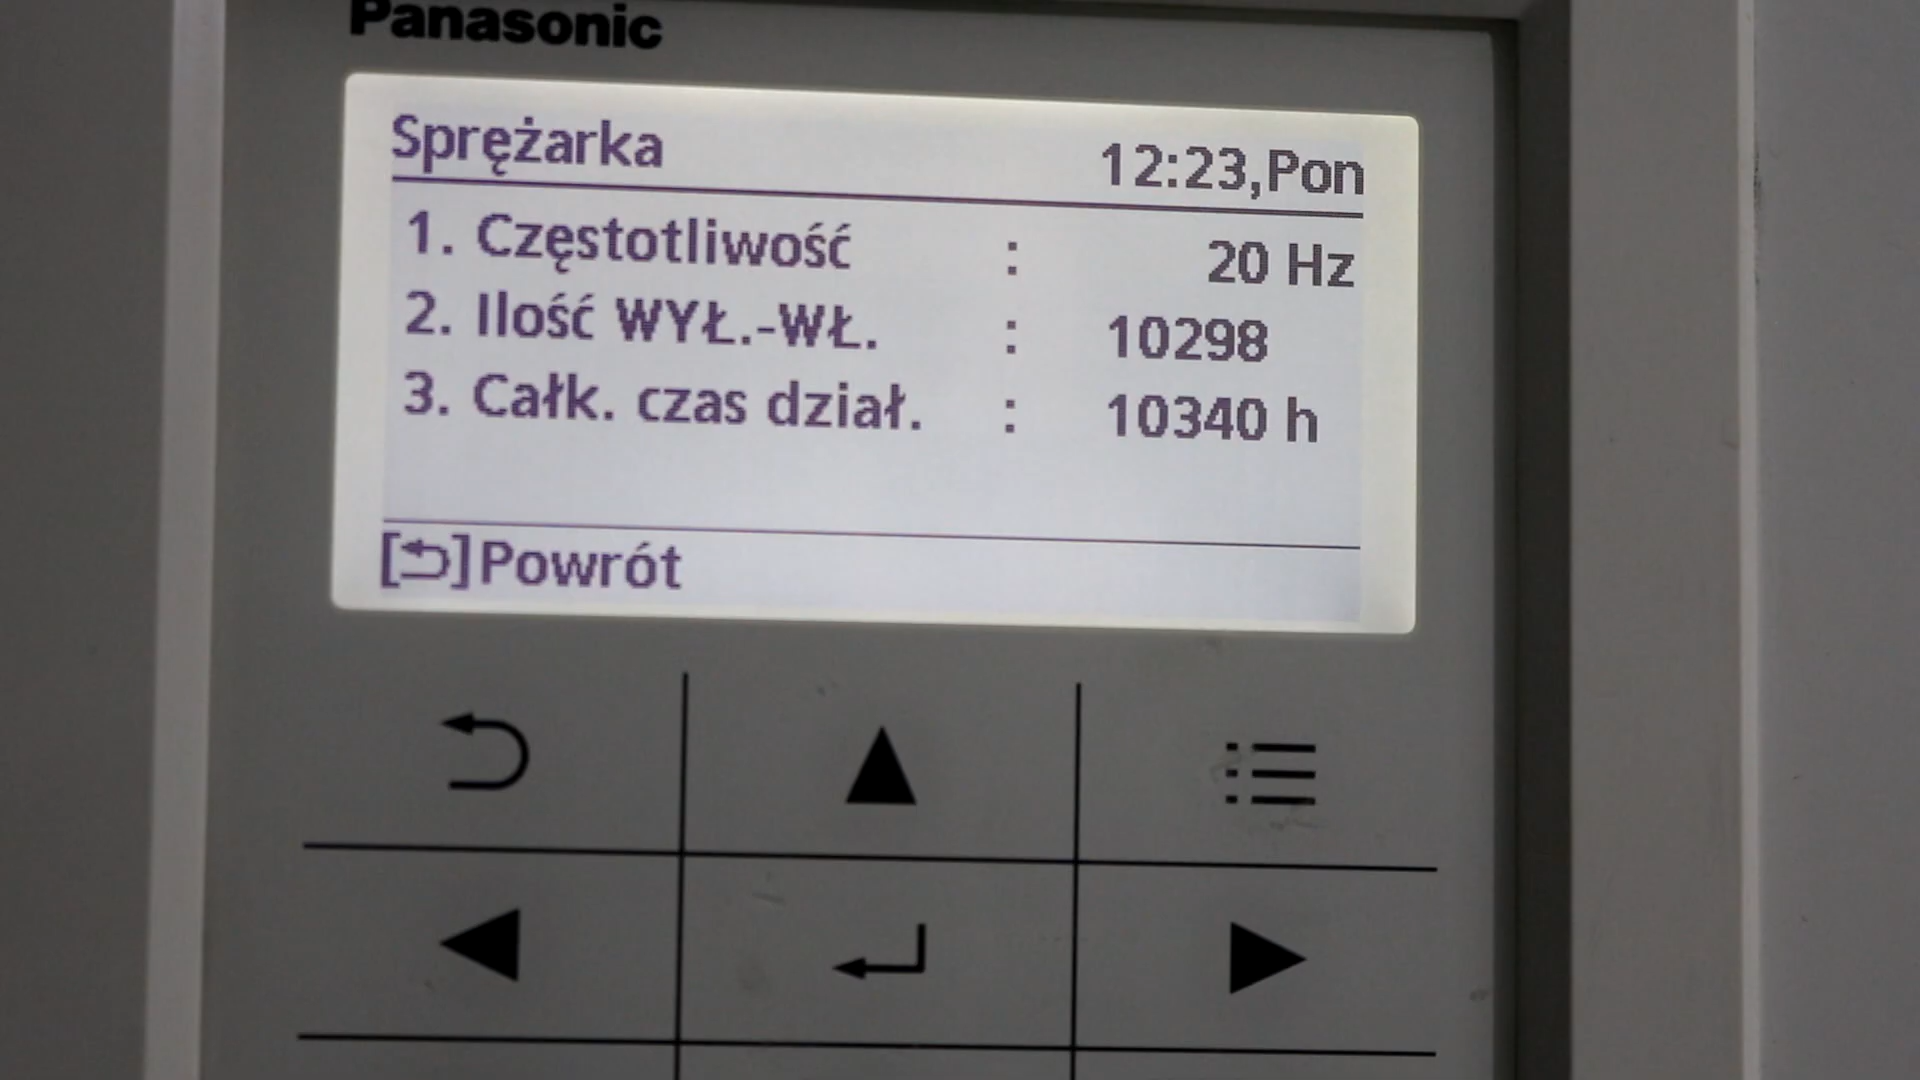 Panasonic
Sprężarka 12:23,Pon
1. Częstotliwość : 20 Hz
2. Ilość WYŁ.-WŁ. : 10298
3. Całk. czas dział. : 10340 h
[⮌]Powrót